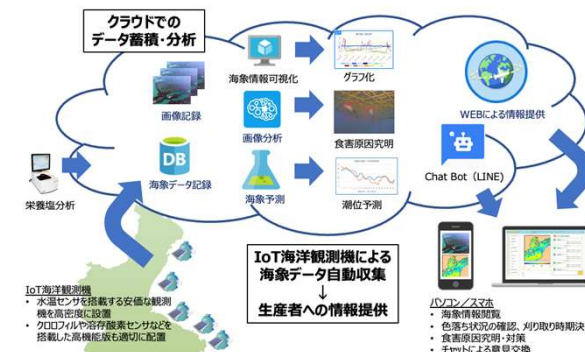 クラウドでの
データ蓄積・分析
画像記録
DB
海象データ記録
栄養塩分析
海象情報可視化
グラフ化
画像分析
食害原因究明
海象予測
潮位予測
WEBによる情報提供
Chat Bot（LINE）
IoT海洋観測機による
海象データ自動収集
↓
生産者への情報提供
IoT海洋観測機
• 水温センサを搭載する安価な観測
機を高密度に設置
• クロロフィルや溶存酸素センサなどを
搭載した高機能版も適切に配置
パソコン／スマホ
• 海象情報閲覧
• 色落ち状況の確認、刈り取り時期決
• 食害原因究明・対策
• チャットによる意見交換